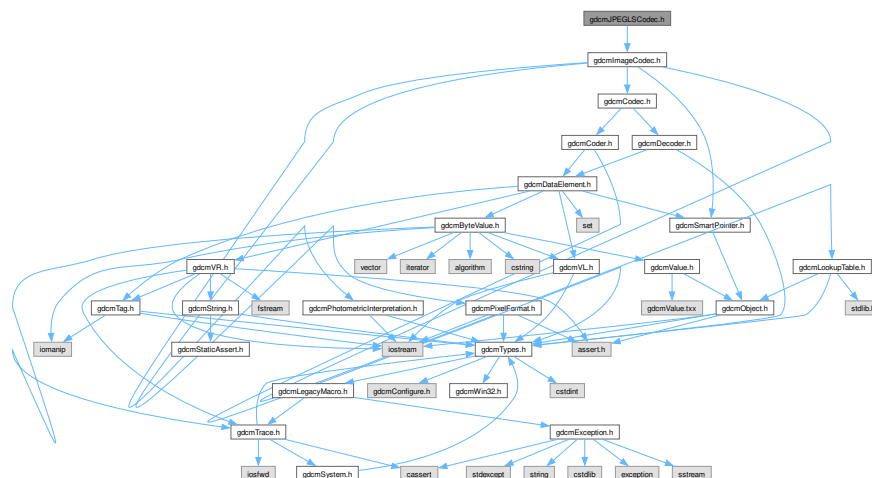 gdcmJPEGLSCodec.h
gdcmImageCodec.h
gdcmCodec.h
gdcmCoder.h
gdcmDecoder.h
gdcmDataElement.h
gdcmByteValue.h
set
gdcmSmartPointer.h
gdcmVR.h
vector
iterator
algorithm
cstring
gdcmVL.h
gdcmValue.h
gdcmLookupTable.h
gdcmTag.h
gdcmString.h
fstream
gdcmPhotometricInterpretation.h
gdcmPixelFormat.h
gdcmValue.txx
gdcmObject.h
stdlib.h
iomanip
gdcmStaticAssert.h
iostream
gdcmTypes.h
assert.h
gdcmLegacyMacro.h
gdcmConfigure.h
gdcmWin32.h
cstdint
gdcmTrace.h
gdcmException.h
iosfwd
gdcmSystem.h
cassert
stdexcept
string
cstdlib
exception
sstream